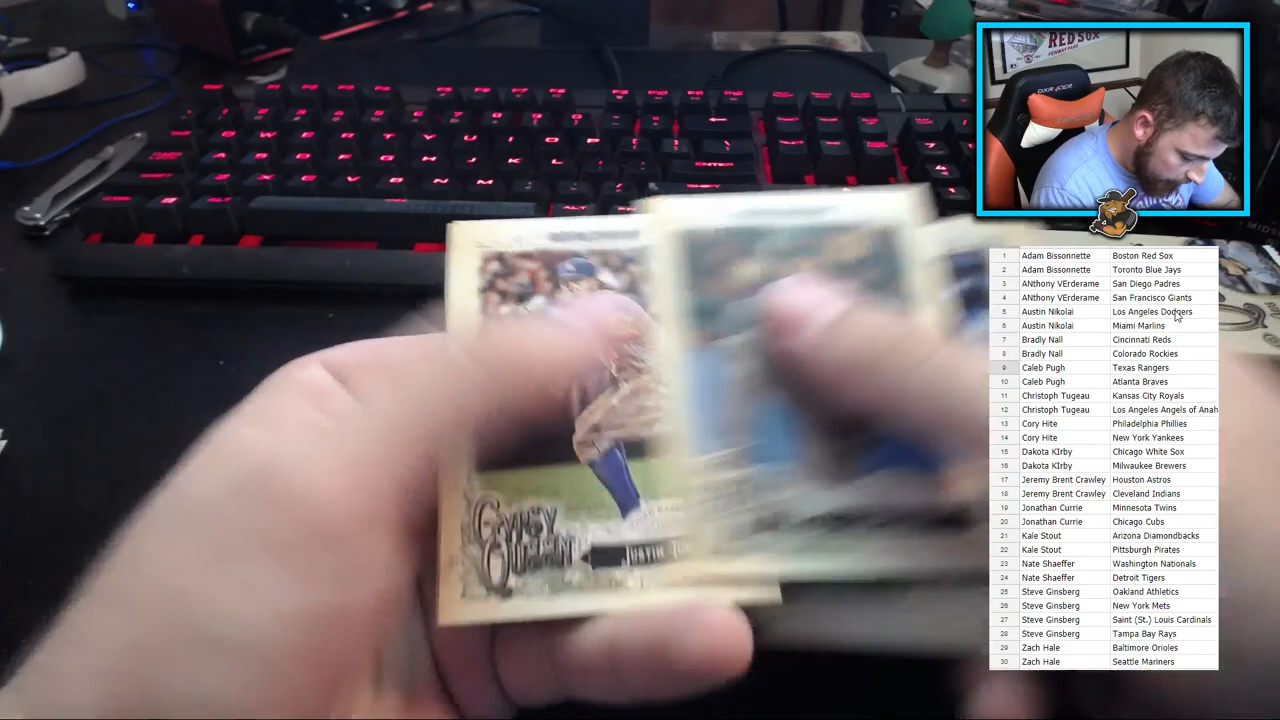 RED SOX
FENWAY PARK
DXRACER
GYPSY
QUEEN
JUSTIN
1 Adam Bissonnette Boston Red Sox
2 Adam Bissonnette Toronto Blue Jays
3 ANthony VErderame San Diego Padres
4 ANthony VErderame San Francisco Giants
5 Austin Nikolai Los Angeles Dodgers
6 Austin Nikolai Miami Marlins
7 Bradly Nall Cincinnati Reds
8 Bradly Nall Colorado Rockies
9 Caleb Pugh Texas Rangers
10 Caleb Pugh Atlanta Braves
11 Christoph Tugeau Kansas City Royals
12 Christoph Tugeau Los Angeles Angels of Anah
13 Cory Hite Philadelphia Phillies
14 Cory Hite New York Yankees
15 Dakota KIrby Chicago White Sox
16 Dakota KIrby Milwaukee Brewers
17 Jeremy Brent Crawley Houston Astros
18 Jeremy Brent Crawley Cleveland Indians
19 Jonathan Currie Minnesota Twins
20 Jonathan Currie Chicago Cubs
21 Kale Stout Arizona Diamondbacks
22 Kale Stout Pittsburgh Pirates
23 Nate Shaeffer Washington Nationals
24 Nate Shaeffer Detroit Tigers
25 Steve Ginsberg Oakland Athletics
26 Steve Ginsberg New York Mets
27 Steve Ginsberg Saint (St.) Louis Cardinals
28 Steve Ginsberg Tampa Bay Rays
29 Zach Hale Baltimore Orioles
30 Zach Hale Seattle Mariners